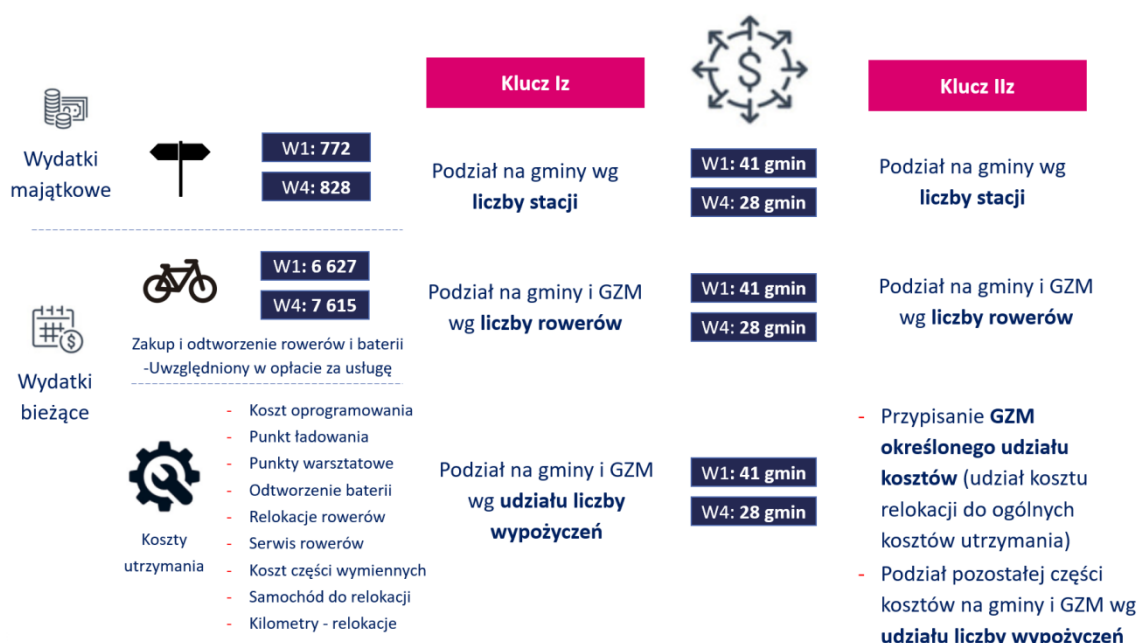 Klucz Iz
Klucz IIz
Wydatki
majątkowe
W1: 772
W4: 828
Podział na gminy wg
liczby stacji
W1: 41 gmin
W4: 28 gmin
Podział na gminy wg
liczby stacji
Wydatki
bieżące
W1: 6 627
W4: 7 615
Zakup i odtworzenie rowerów i baterii
-Uwzględniony w opłacie za usługę
Podział na gminy i GZM
wg liczby rowerów
W1: 41 gmin
W4: 28 gmin
Podział na gminy i GZM
wg liczby rowerów
Koszty
utrzymania
- Koszt oprogramowania
- Punkt ładowania
- Punkty warsztatowe
- Odtworzenie baterii
- Relokacje rowerów
- Serwis rowerów
- Koszt części wymiennych
- Samochód do relokacji
- Kilometry - relokacje
Podział na gminy i GZM
wg udziału liczby
wypożyczeń
W1: 41 gmin
W4: 28 gmin
- Przypisanie GZM
określonego udziału
kosztów (udział kosztu
relokacji do ogólnych
kosztów utrzymania)
- Podział pozostałej części
kosztów na gminy i GZM wg
udziału liczby wypożyczeń